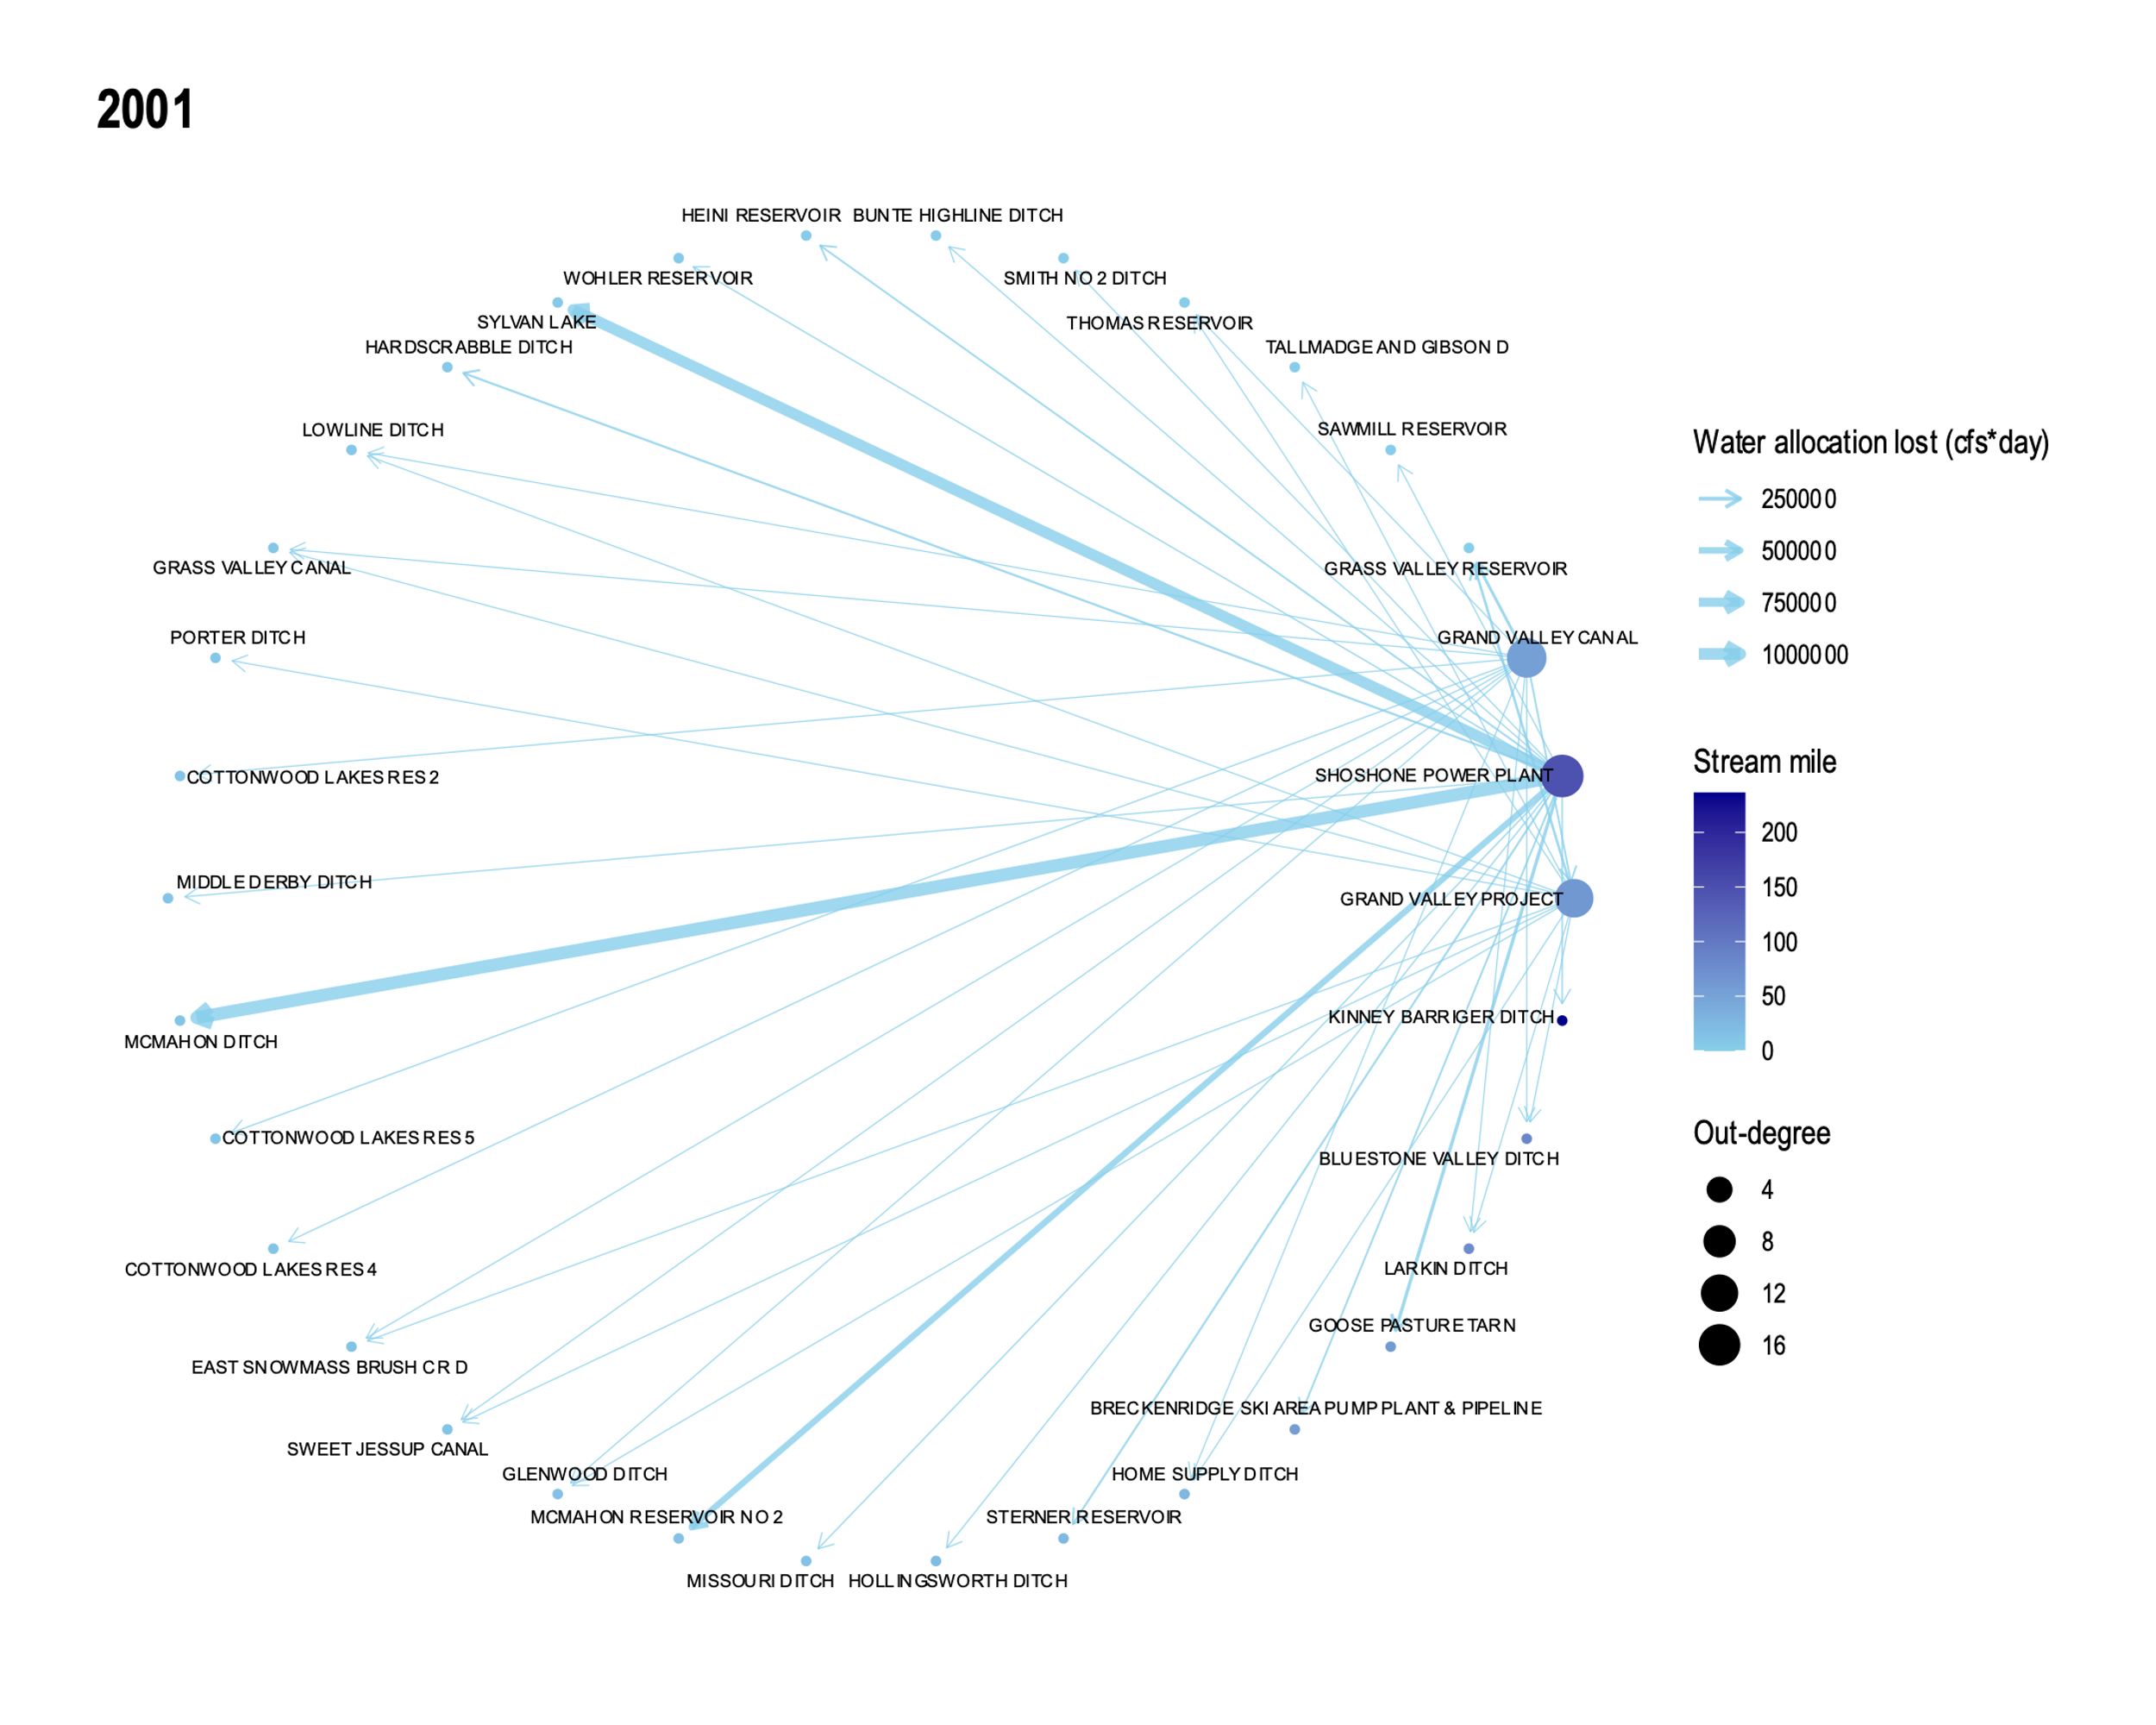 2001
HEINI RESERVOIR
BUNTE HIGHLINE DITCH
WOHLER RESERVOIR
SMITH NO 2 DITCH
SYLVAN LAKE
THOMAS RESERVOIR
HARDSCRABBLE DITCH
TALLMADGE AND GIBSON D
LOWLINE DITCH
SAWMILL RESERVOIR
GRASS VALLEY CANAL
GRASS VALLEY RESERVOIR
PORTER DITCH
GRAND VALLEY CANAL
COTTONWOOD LAKES RES 2
SHOSHONE POWER PLANT
MIDDLE DERBY DITCH
GRAND VALLEY PROJECT
MCMAHON DITCH
KINNEY BARRIGER DITCH
COTTONWOOD LAKES RES 5
BLUESTONE VALLEY DITCH
COTTONWOOD LAKES RES 4
LARKIN DITCH
EAST SNOWMASS BRUSH CR D
GOOSE PASTURE TARN
SWEET JESSUP CANAL
BRECKENRIDGE SKI AREA PUMP PLANT & PIPELINE
GLENWOOD DITCH
HOME SUPPLY DITCH
MCMAHON RESERVOIR NO 2
STERNER RESERVOIR
MISSOURI DITCH
HOLLINGSWORTH DITCH
Water allocation lost (cfs*day)
250000
500000
750000
1000000
Stream mile
200
150
100
50
0
Out-degree
4
8
12
16